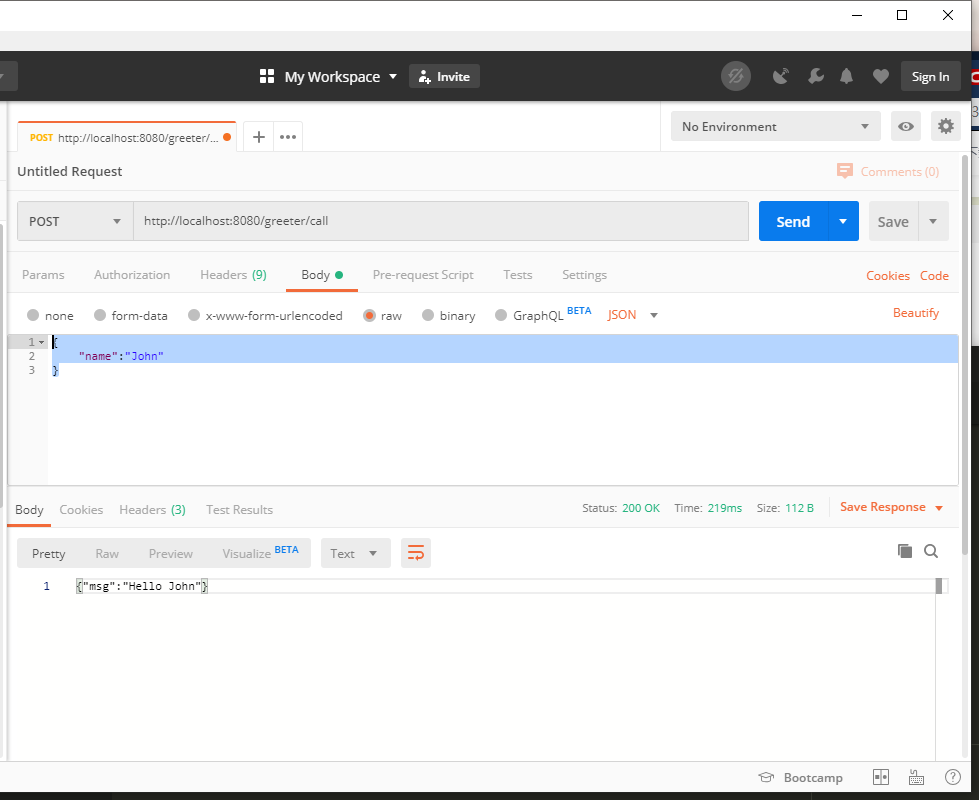 My Workspace Invite Sign In
POST http://localhost:8080/greeter/... + ••• No Environment
Untitled Request Comments (0)
POST http://localhost:8080/greeter/call Send Save
Params Authorization Headers (9) Body Pre-request Script Tests Settings Cookies Code
none form-data x-www-form-urlencoded raw binary GraphQL BETA JSON Beautify
1 {
2 "name":"John"
3 }
Body Cookies Headers (3) Test Results Status: 200 OK Time: 219ms Size: 112 B Save Response
Pretty Raw Preview Visualize BETA Text
1 {"msg":"Hello John"}
Bootcamp